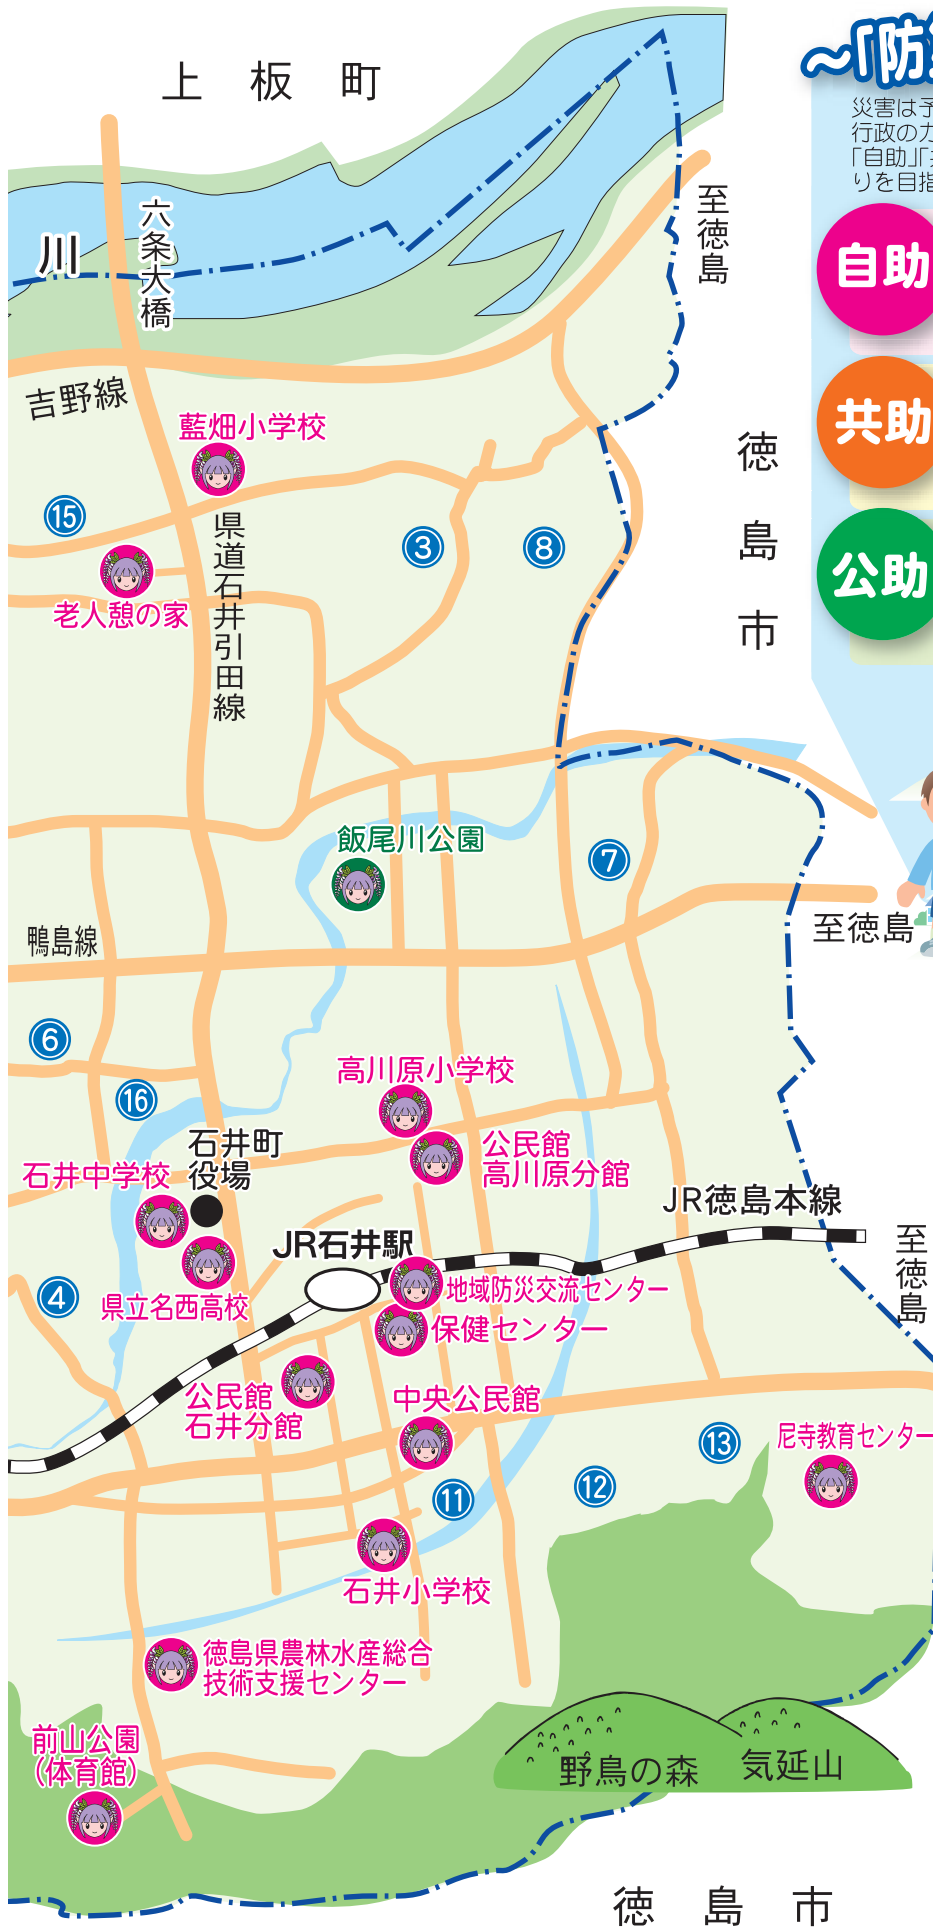 上板町
~「防
災害は予
行政の力
「自助」「
りを目指
自助
共助
公助
至徳島
六条大橋
川
吉野線
藍畑小学校
⑮
③
⑧
県道石井引田線
老人憩の家
徳島市
飯尾川公園
⑦
鴨島線
至徳島
⑥
⑯
高川原小学校
石井町
役場
公民館
高川原分館
石井中学校
JR徳島本線
JR石井駅
至徳島
④
県立名西高校
地域防災交流センター
保健センター
公民館
石井分館
中央公民館
⑬
尼寺教育センター
⑪
⑫
石井小学校
徳島県農林水産総合
技術支援センター
前山公園
(体育館)
野鳥の森
気延山
徳島市